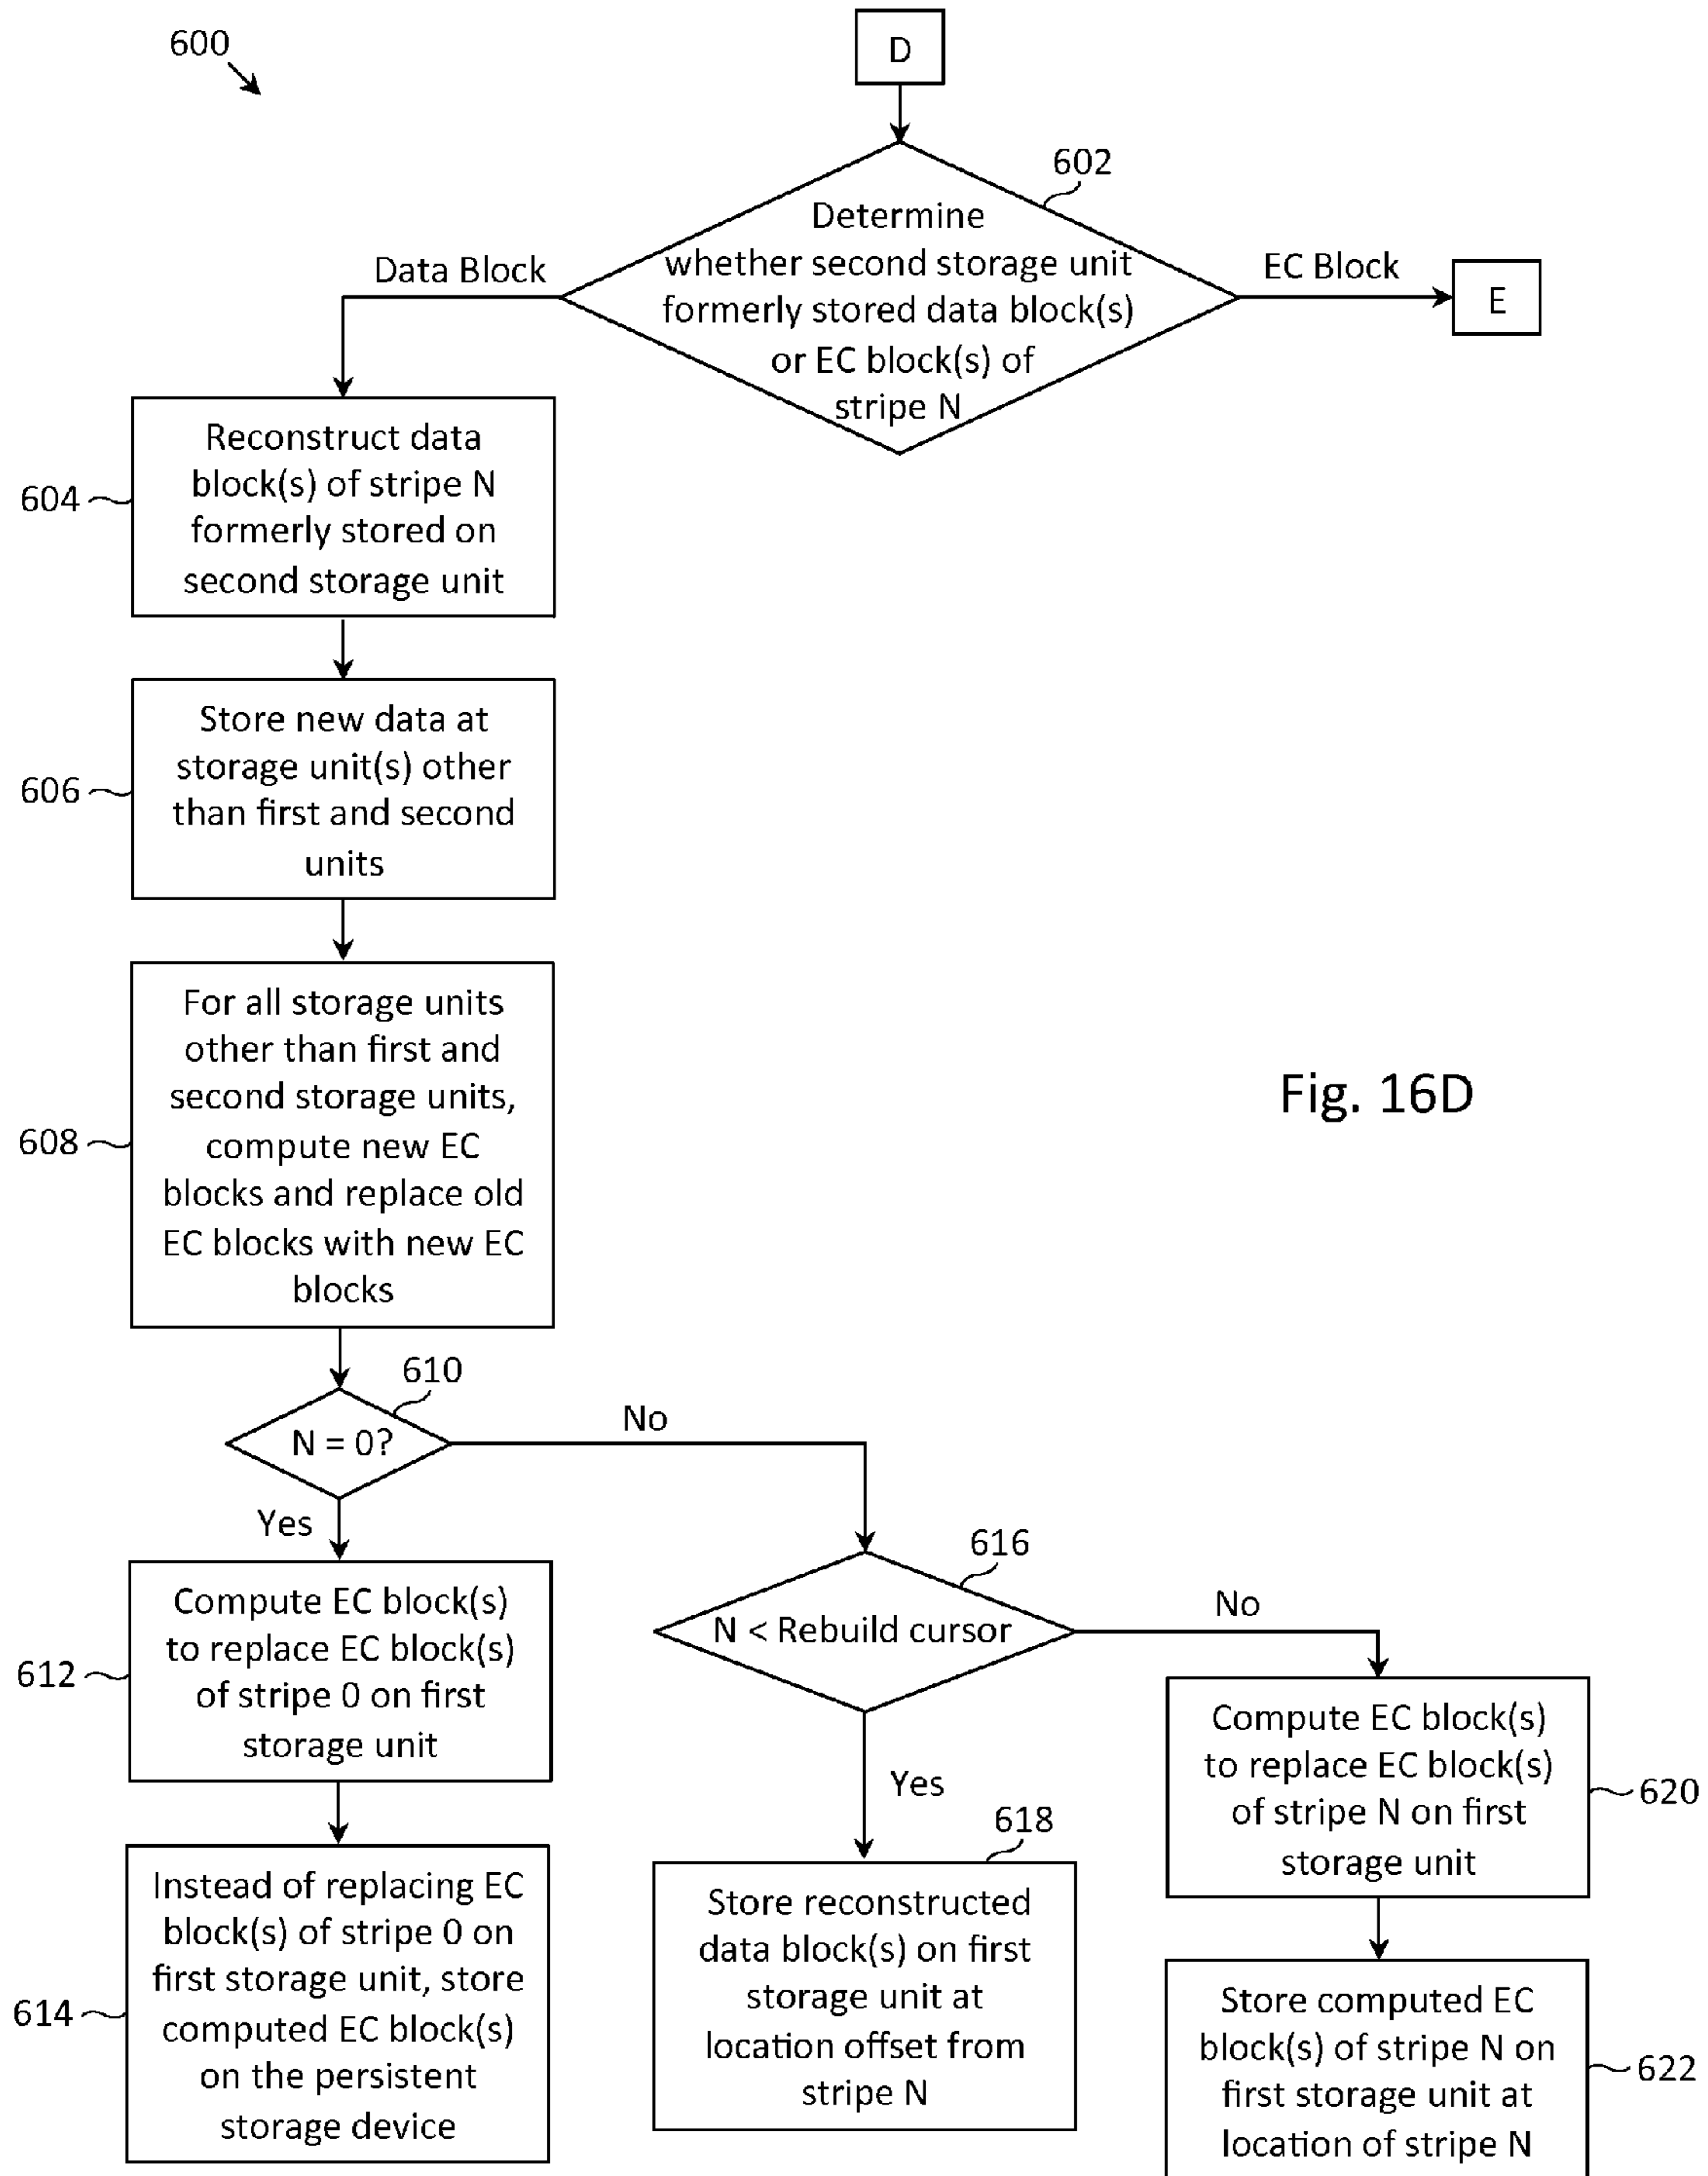 600
D
602
Determine
whether second storage unit
formerly stored data block(s)
or EC block(s) of
stripe N
Data Block
EC Block
E
604
Reconstruct data
block(s) of stripe N
formerly stored on
second storage unit
606
Store new data at
storage unit(s) other
than first and second
units
608
For all storage units
other than first and
second storage units,
compute new EC
blocks and replace old
EC blocks with new EC
blocks
Fig. 16D
610
N = 0?
No
Yes
612
Compute EC block(s)
to replace EC block(s)
of stripe 0 on first
storage unit
614
Instead of replacing EC
block(s) of stripe 0 on
first storage unit, store
computed EC block(s)
on the persistent
storage device
616
N < Rebuild cursor
No
Yes
618
Store reconstructed
data block(s) on first
storage unit at
location offset from
stripe N
Compute EC block(s)
to replace EC block(s)
of stripe N on first
storage unit
620
Store computed EC
block(s) of stripe N on
first storage unit at
location of stripe N
622